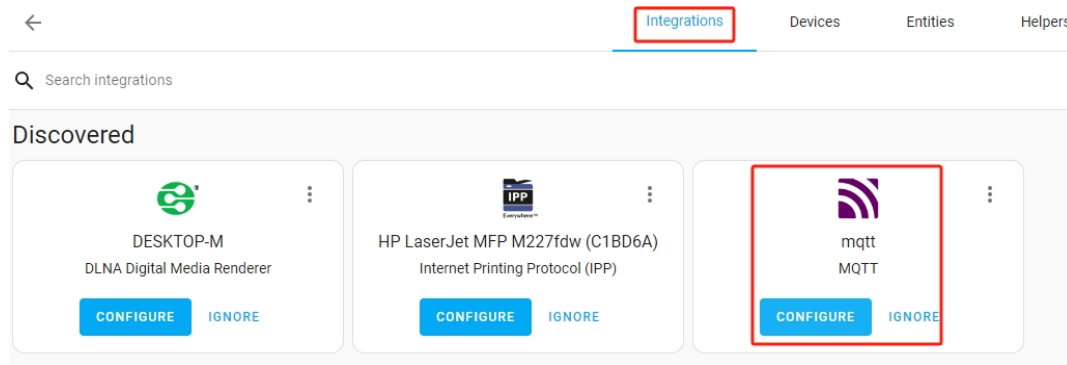 Integrations Devices Entities Helpers
Search integrations
Discovered
IPP
Everywhere
DESKTOP-M HP LaserJet MFP M227fdw (C1BD6A) mqtt
DLNA Digital Media Renderer Internet Printing Protocol (IPP) MQTT
CONFIGURE IGNORE CONFIGURE IGNORE CONFIGURE IGNORE